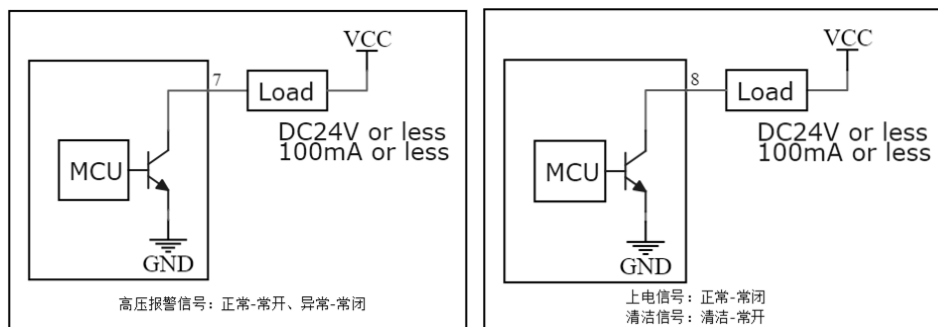 VCC
7
Load
DC24V or less
100mA or less
MCU
GND
高压报警信号：正常-常开、异常-常闭
VCC
8
Load
DC24V or less
100mA or less
MCU
GND
上电信号：正常-常闭
清洁信号：清洁-常开